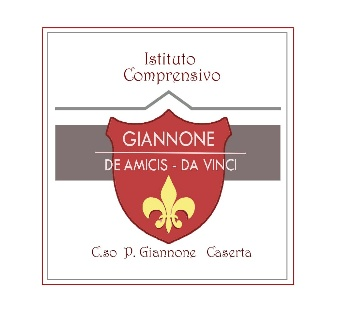 Istituto
Comprensivo
GIANNONE
DE AMICIS - DA VINCI
C.so P. Giannone Caserta